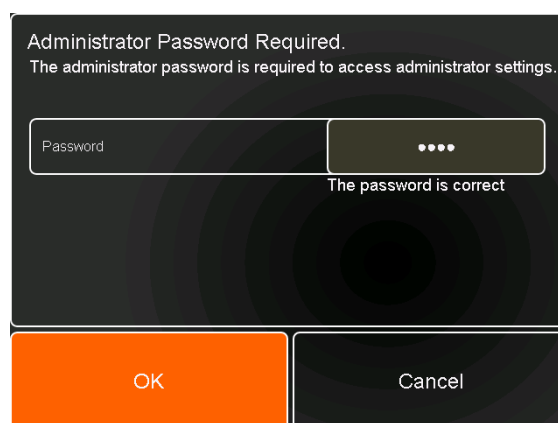 Administrator Password Required.
The administrator password is required to access administrator settings.
Password
••••
The password is correct
OK
Cancel